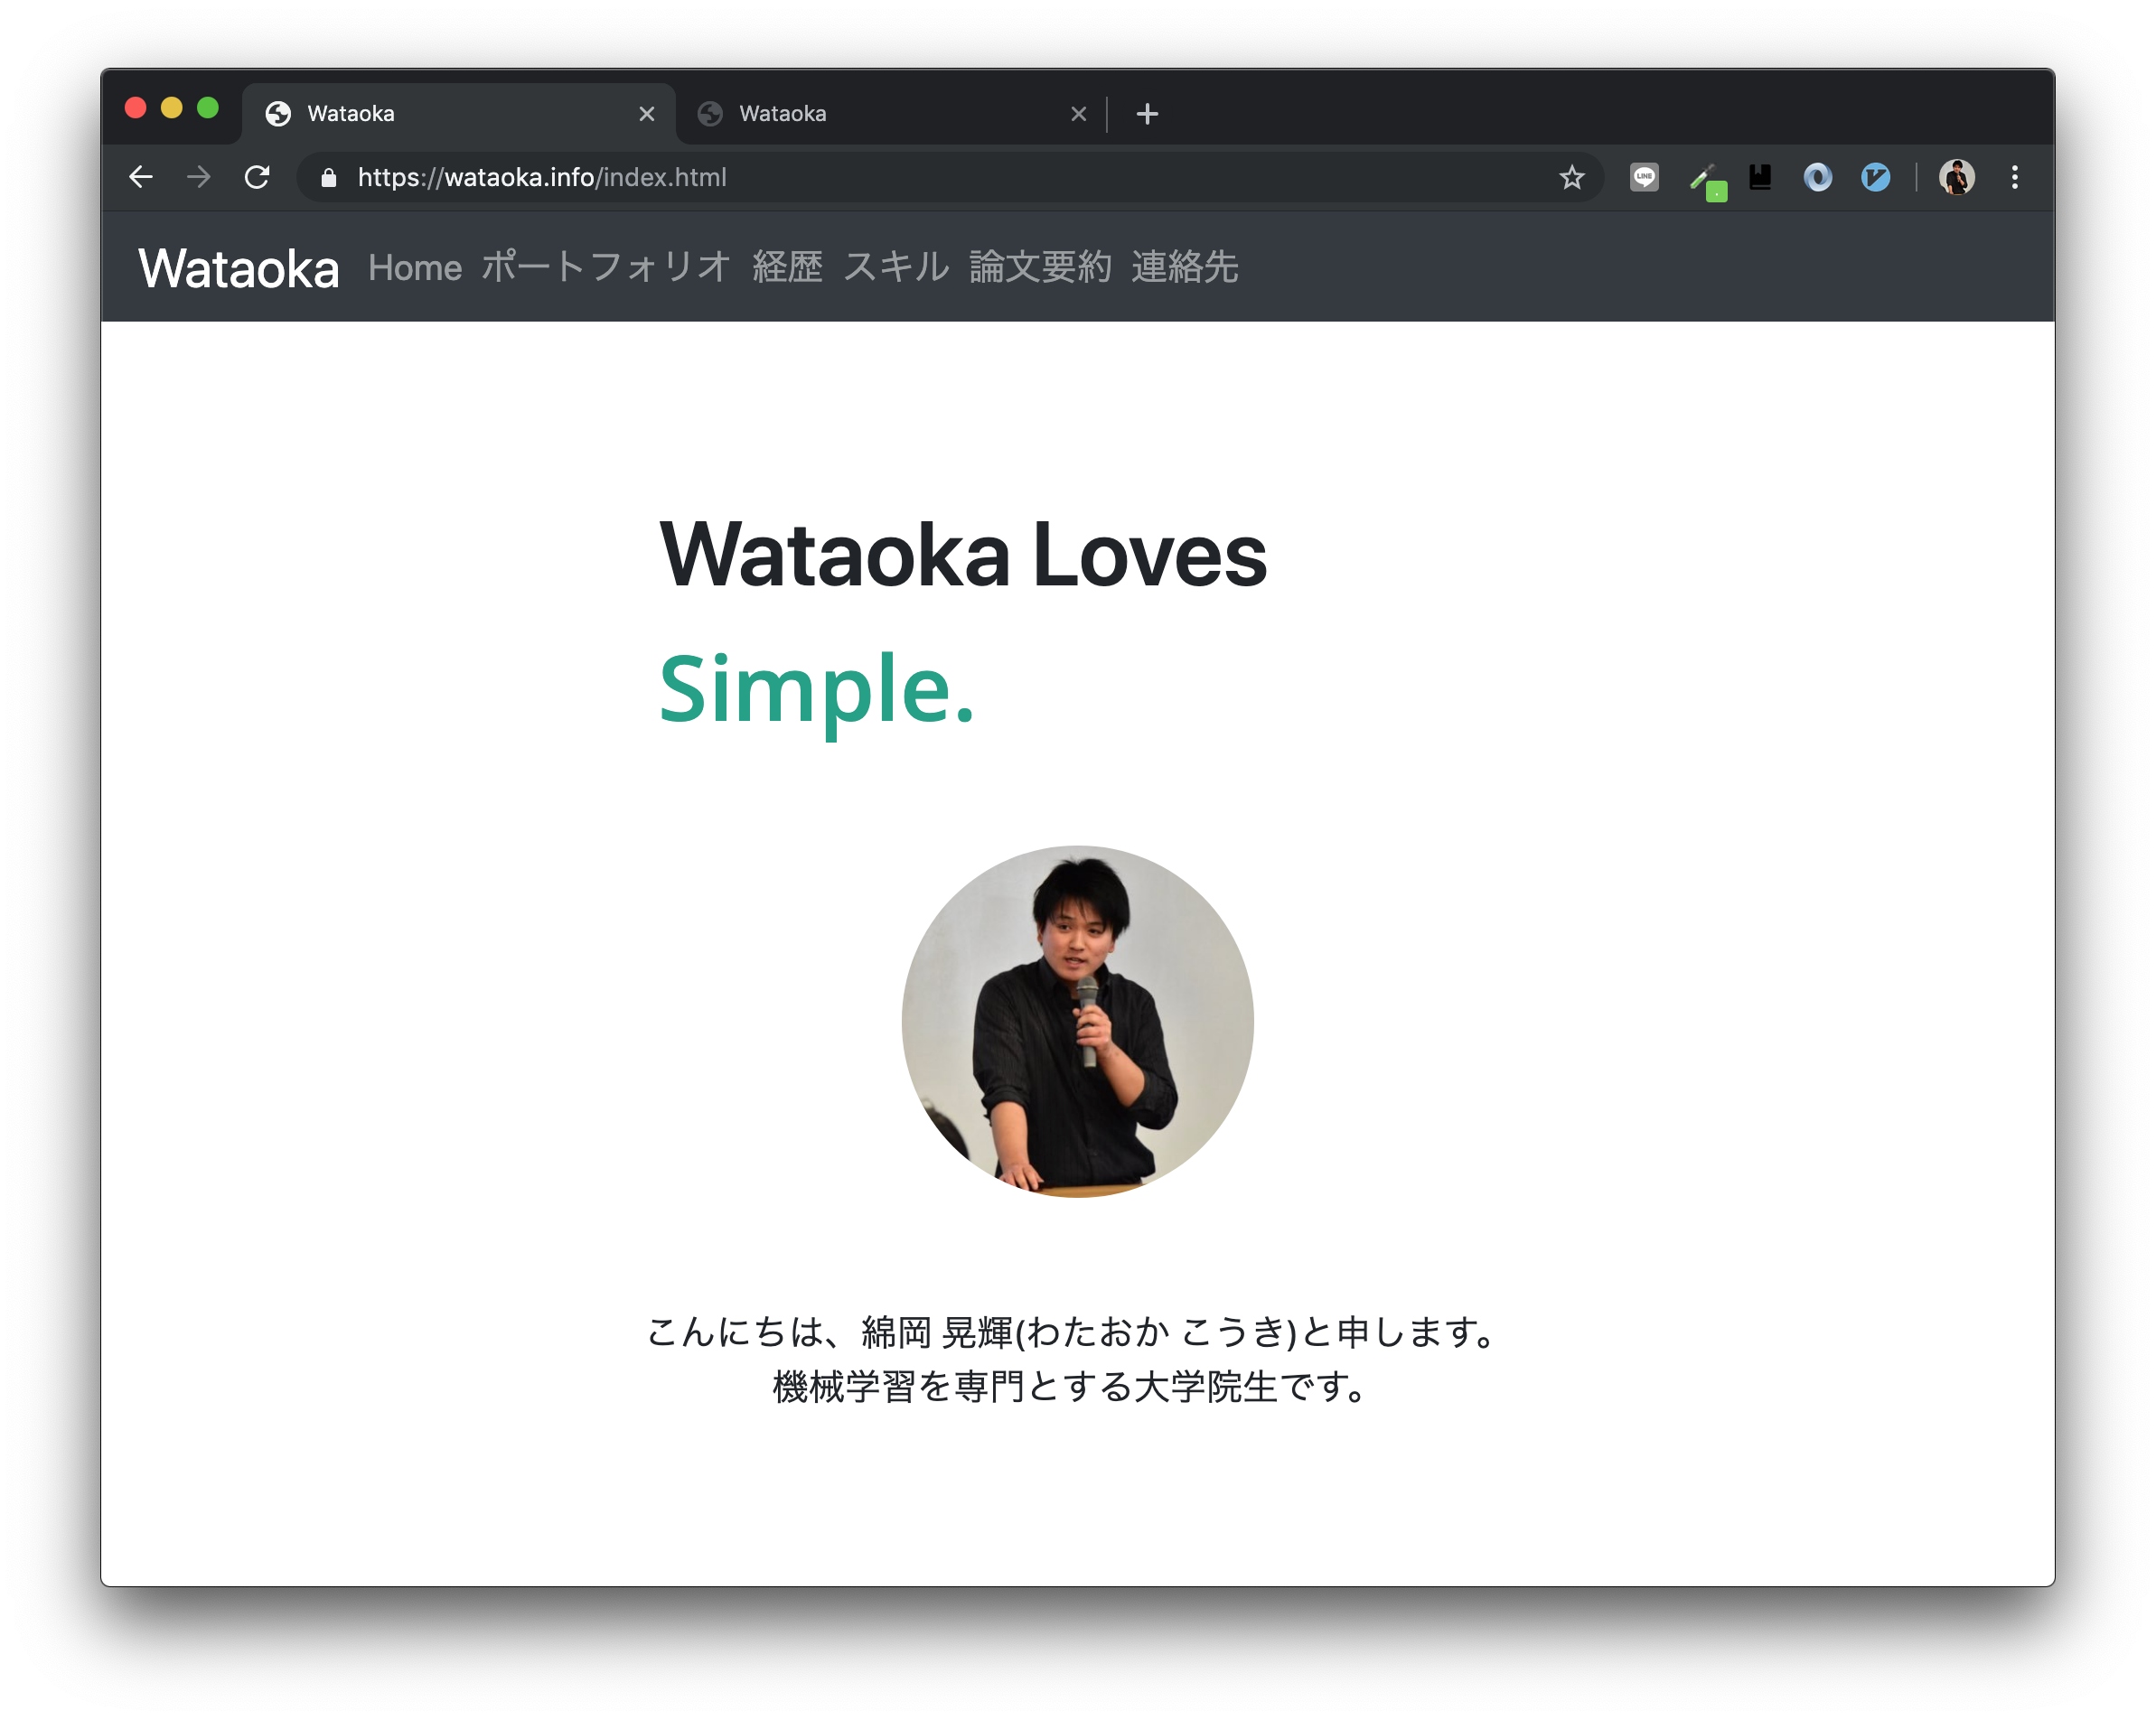 Wataoka
Wataoka
https://wataoka.info/index.html
LINE
Wataoka Home ポートフォリオ 経歴 スキル 論文要約 連絡先
Wataoka Loves
Simple.
こんにちは、綿岡 晃輝(わたおか こうき)と申します。
機械学習を専門とする大学院生です。